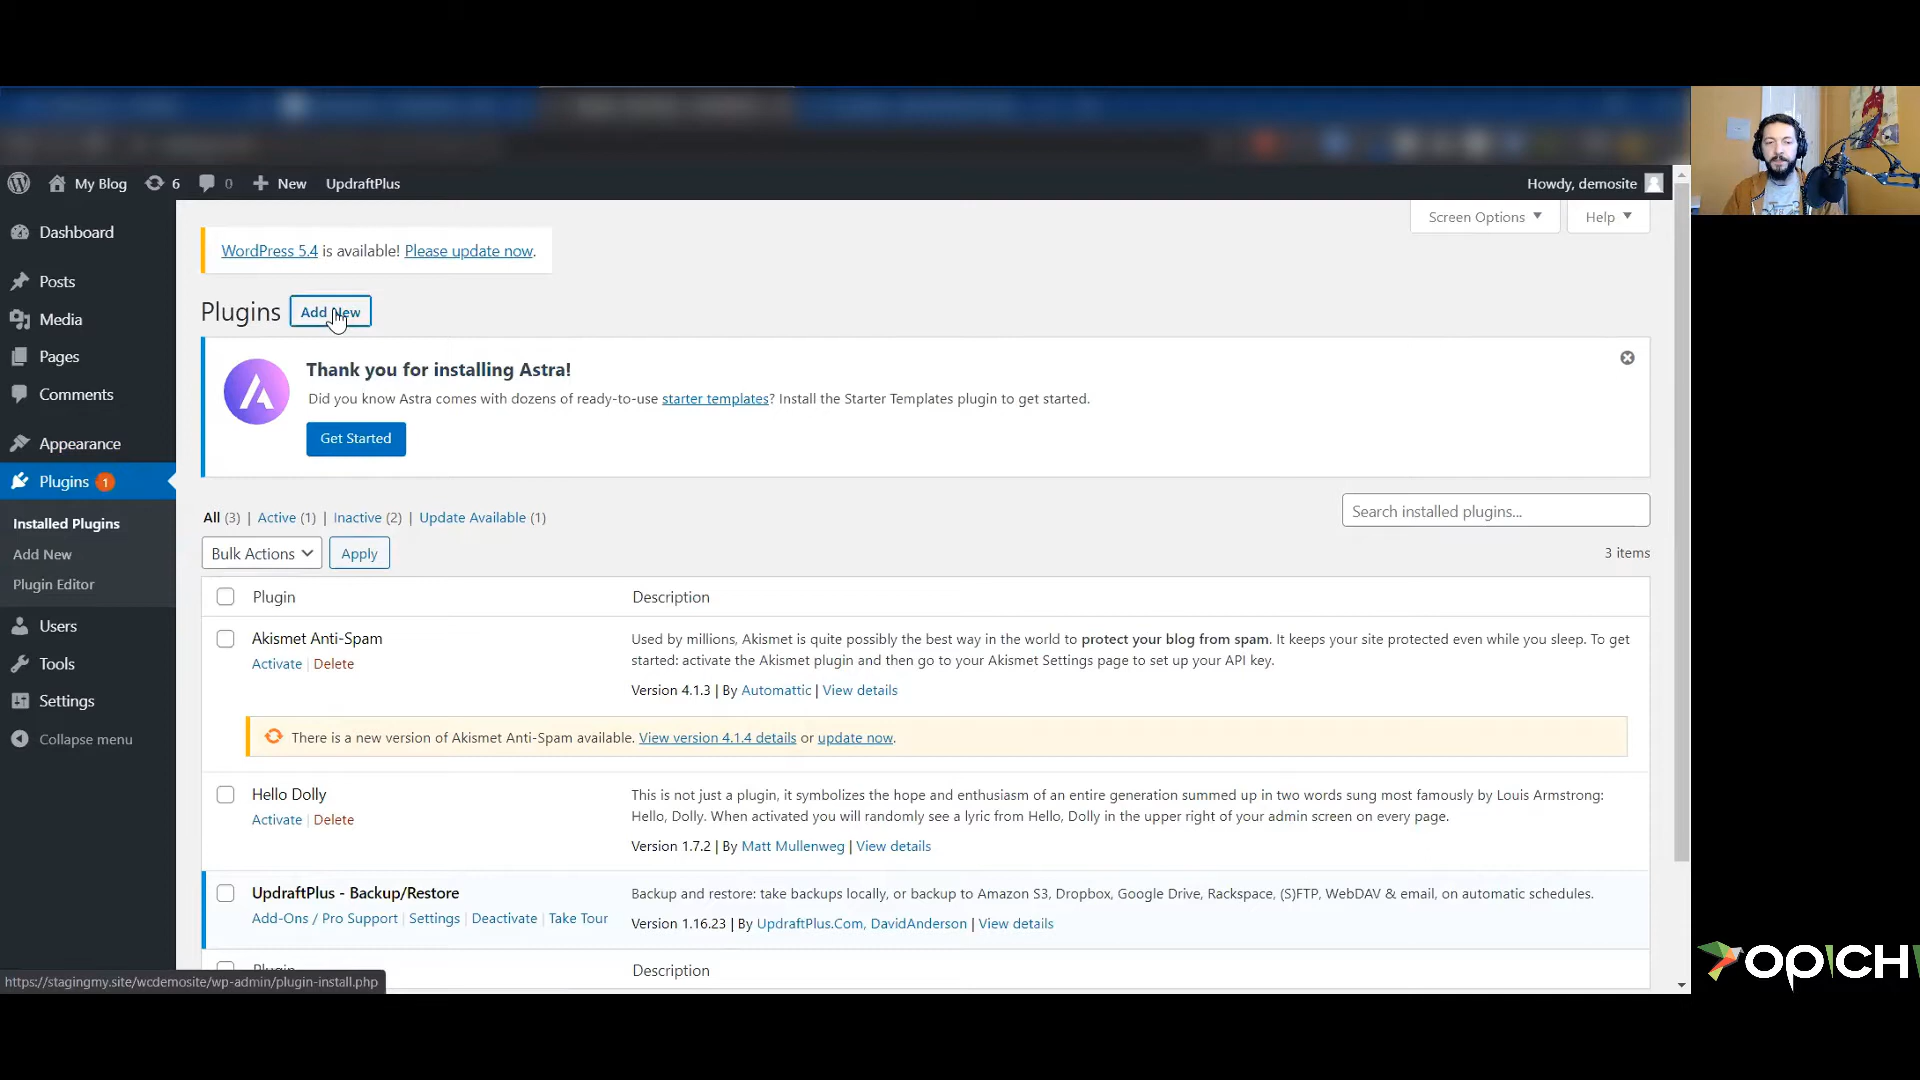 My Blog 6 0 New UpdraftPlus Howdy, demosite
Screen Options Help
Dashboard
Posts
Media
Pages
Comments
Appearance
Plugins 1
Installed Plugins
Add New
Plugin Editor
Users
Tools
Settings
Collapse menu
WordPress 5.4 is available! Please update now.
Plugins Add New
Thank you for installing Astra!
Did you know Astra comes with dozens of ready-to-use starter templates? Install the Starter Templates plugin to get started.
Get Started
All (3) | Active (1) | Inactive (2) | Update Available (1)
Search installed plugins...
Bulk Actions Apply 3 items
Plugin Description
Akismet Anti-Spam
Activate | Delete
Used by millions, Akismet is quite possibly the best way in the world to protect your blog from spam. It keeps your site protected even while you sleep. To get
started: activate the Akismet plugin and then go to your Akismet Settings page to set up your API key.
Version 4.1.3 | By Automattic | View details
There is a new version of Akismet Anti-Spam available. View version 4.1.4 details or update now.
Hello Dolly
Activate | Delete
This is not just a plugin, it symbolizes the hope and enthusiasm of an entire generation summed up in two words sung most famously by Louis Armstrong:
Hello, Dolly. When activated you will randomly see a lyric from Hello, Dolly in the upper right of your admin screen on every page.
Version 1.7.2 | By Matt Mullenweg | View details
UpdraftPlus - Backup/Restore
Add-Ons / Pro Support | Settings | Deactivate | Take Tour
Backup and restore: take backups locally, or backup to Amazon S3, Dropbox, Google Drive, Rackspace, (S)FTP, WebDAV & email, on automatic schedules.
Version 1.16.23 | By UpdraftPlus.Com, DavidAnderson | View details
Plugin Description
https://stagingmy.site/wcdemosite/wp-admin/plugin-install.php